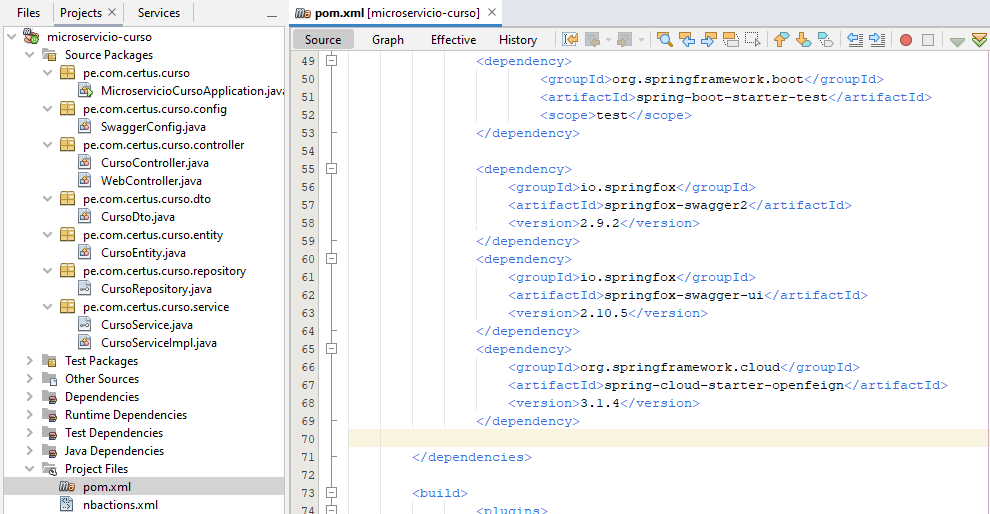 Files Projects Services
microservicio-curso
Source Packages
pe.com.certus.curso
MicroservicioCursoApplication.java
pe.com.certus.curso.config
SwaggerConfig.java
pe.com.certus.curso.controller
CursoController.java
WebController.java
pe.com.certus.curso.dto
CursoDto.java
pe.com.certus.curso.entity
CursoEntity.java
pe.com.certus.curso.repository
CursoRepository.java
pe.com.certus.curso.service
CursoService.java
CursoServiceImpl.java
Test Packages
Other Sources
Dependencies
Runtime Dependencies
Test Dependencies
Java Dependencies
Project Files
pom.xml
nbactions.xml
pom.xml [microservicio-curso]
Source Graph Effective History
49 <dependency>
50 <groupId>org.springframework.boot</groupId>
51 <artifactId>spring-boot-starter-test</artifactId>
52 <scope>test</scope>
53 </dependency>
54
55 <dependency>
56 <groupId>io.springfox</groupId>
57 <artifactId>springfox-swagger2</artifactId>
58 <version>2.9.2</version>
59 </dependency>
60 <dependency>
61 <groupId>io.springfox</groupId>
62 <artifactId>springfox-swagger-ui</artifactId>
63 <version>2.10.5</version>
64 </dependency>
65 <dependency>
66 <groupId>org.springframework.cloud</groupId>
67 <artifactId>spring-cloud-starter-openfeign</artifactId>
68 <version>3.1.4</version>
69 </dependency>
70
71 </dependencies>
72
73 <build>
74 <plugins>